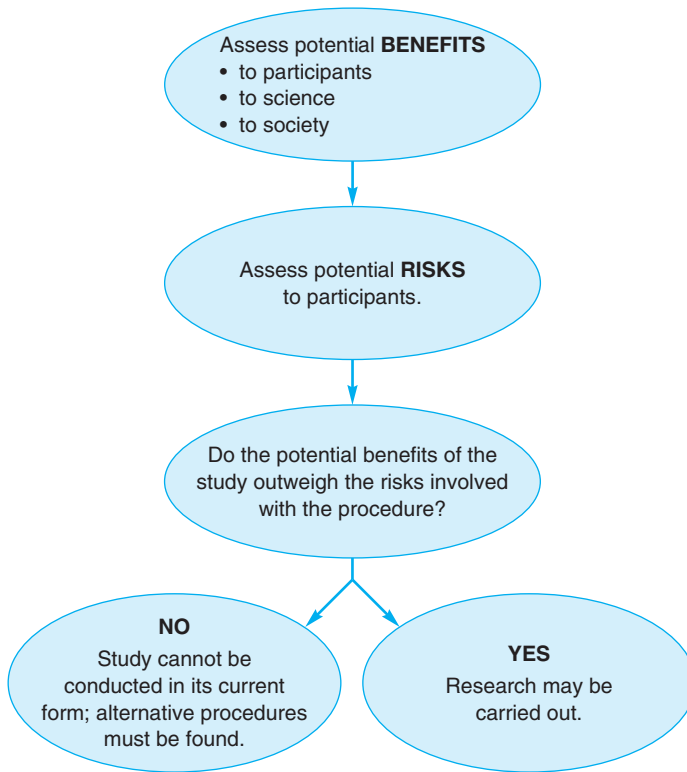 Assess potential BENEFITS
• to participants
• to science
• to society
Assess potential RISKS
to participants.
Do the potential benefits of the
study outweigh the risks involved
with the procedure?
NO
Study cannot be
conducted in its current
form; alternative procedures
must be found.
YES
Research may be
carried out.